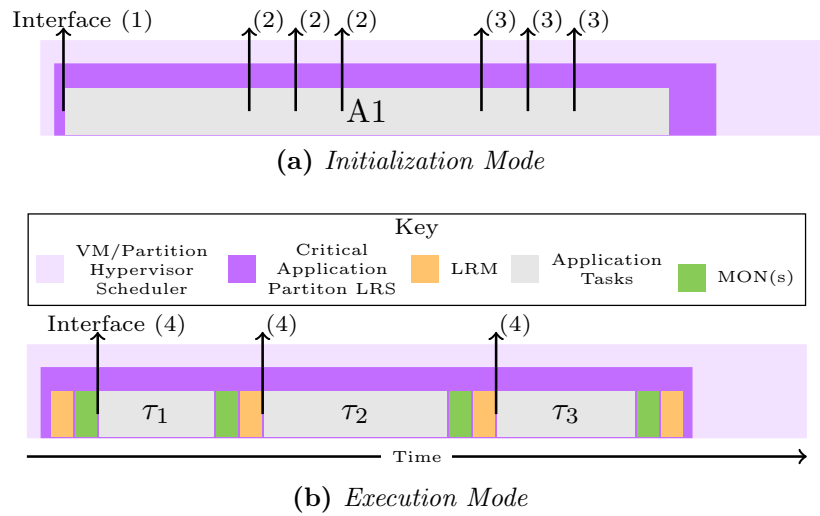 Interface (1) (2) (2) (2) (3) (3) (3)
A1
(a) Initialization Mode
Key
VM/Partition
Hypervisor
Scheduler
Critical
Application
Partiton LRS
LRM
Application
Tasks
MON(s)
Interface (4) (4) (4)
τ1 τ2 τ3
Time
(b) Execution Mode